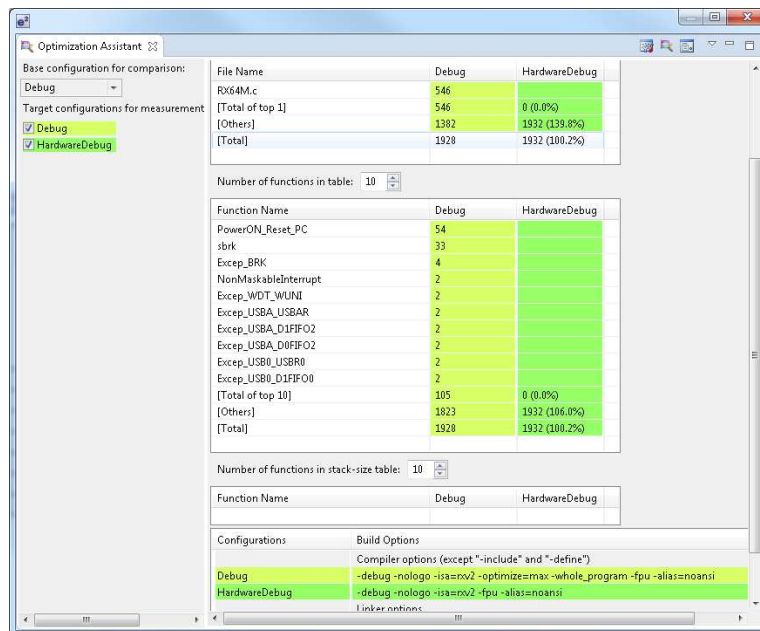 e²
Optimization Assistant
Base configuration for comparison:
Debug
Target configurations for measurement
Debug
HardwareDebug
File Name Debug HardwareDebug
RX64M.c 546
[Total of top 1] 546 0 (0.0%)
[Others] 1382 1932 (139.8%)
[Total] 1928 1932 (100.2%)
Number of functions in table: 10
Function Name Debug HardwareDebug
PowerON_Reset_PC 54
sbrk 33
Excep_BRK 4
NonMaskableInterrupt 2
Excep_WDT_WUNI 2
Excep_USBA_USBAR 2
Excep_USBA_D1FIFO2 2
Excep_USBA_D0FIFO2 2
Excep_USB0_USBR0 2
Excep_USB0_D1FIFO0 2
[Total of top 10] 105 0 (0.0%)
[Others] 1823 1932 (106.0%)
[Total] 1928 1932 (100.2%)
Number of functions in stack-size table: 10
Function Name Debug HardwareDebug
Configurations Build Options
Compiler options (except "-include" and "-define")
Debug -debug -nologo -isa=rxv2 -optimize=max -whole_program -fpu -alias=noansi
HardwareDebug -debug -nologo -isa=rxv2 -fpu -alias=noansi
Linker options